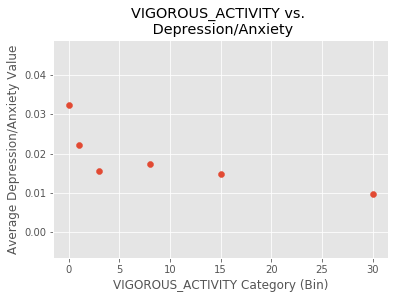 VIGOROUS_ACTIVITY vs.
Depression/Anxiety
Average Depression/Anxiety Value
0.04
0.03
0.02
0.01
0.00
0 5 10 15 20 25 30
VIGOROUS_ACTIVITY Category (Bin)